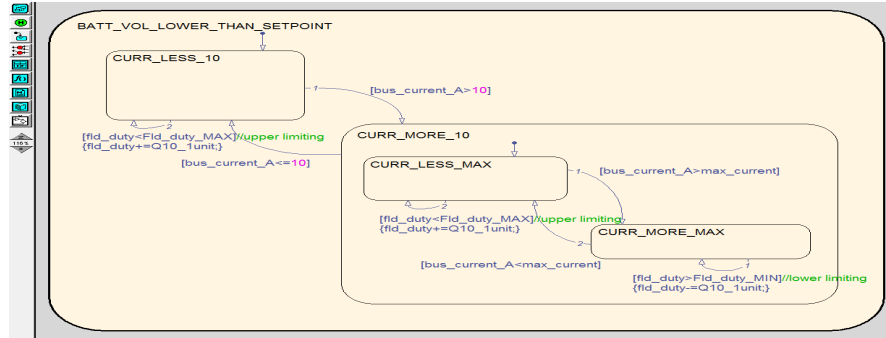 BATT_VOL_LOWER_THAN_SETPOINT
CURR_LESS_10
1
[bus_current_A>10]
2
[fld_duty<Fld_duty_MAX]//upper limiting
{fld_duty+=Q10_1unit;}
[bus_current_A<=10]
CURR_MORE_10
CURR_LESS_MAX
1
[bus_current_A>max_current]
2
[fld_duty<Fld_duty_MAX]//upper limiting
{fld_duty+=Q10_1unit;}
CURR_MORE_MAX
2
[bus_current_A<max_current]
1
[fld_duty>Fld_duty_MIN]//lower limiting
{fld_duty-=Q10_1unit;}